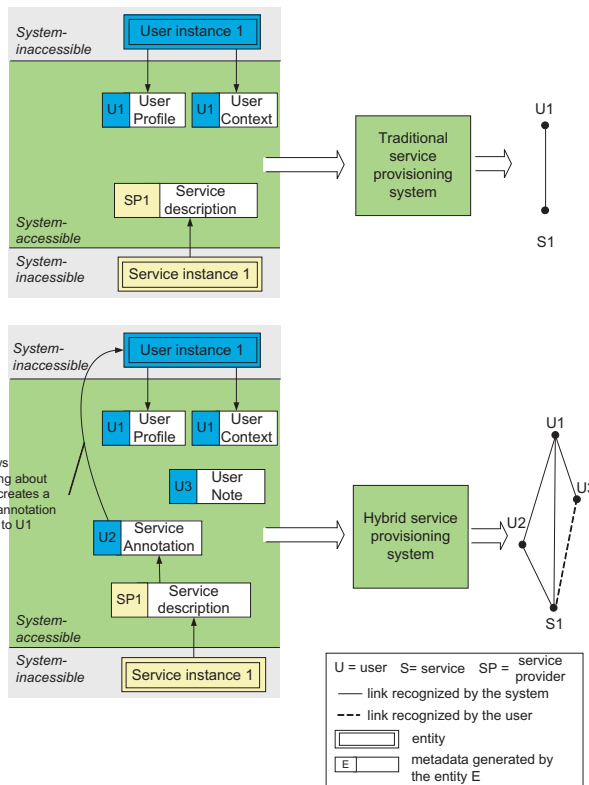 System-
inaccessible
User instance 1
U1
User
Profile
U1
User
Context
SP1
Service
description
System-
accessible
System-
inaccessible
Service instance 1
Traditional
service
provisioning
system
U1
S1
System-
inaccessible
User instance 1
U1
User
Profile
U1
User
Context
U3
User
Note
ng about
creates a
annotation
to U1
U2
Service
Annotation
SP1
Service
description
System-
accessible
System-
inacessible
Service instance 1
Hybrid service
provisioning
system
U1
U3
U2
S1
U = user S= service SP = service
provider
link recognized by the system
link recognized by the user
entity
E
metadata generated by
the entity E